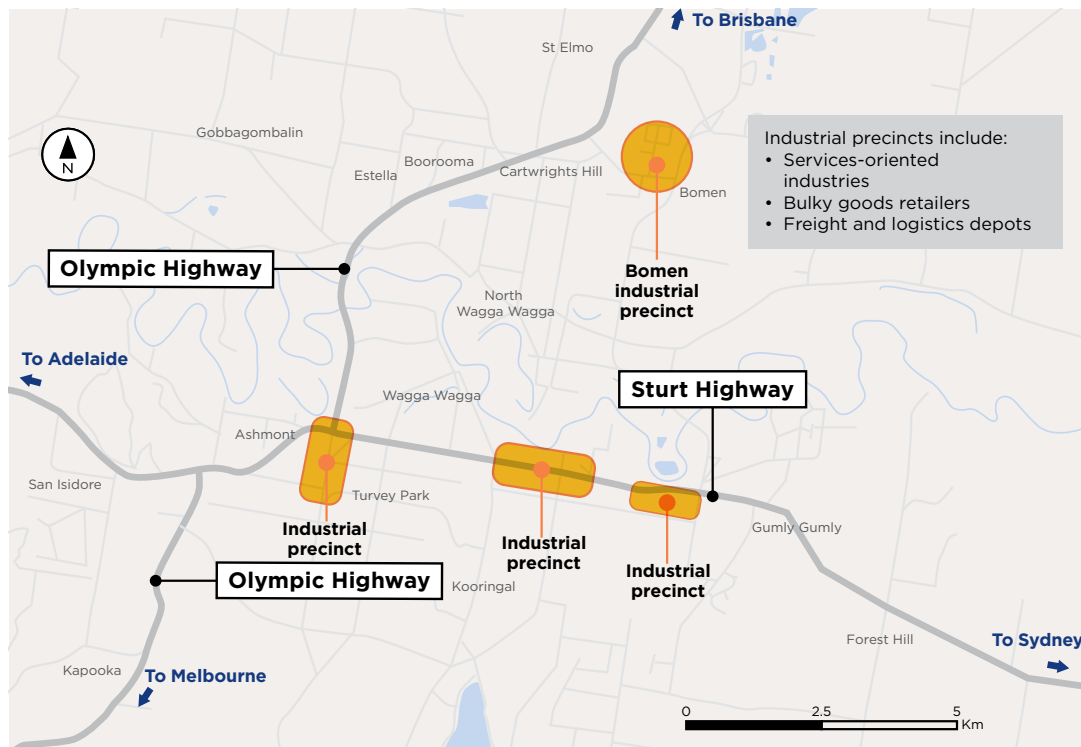 To Brisbane
St Elmo
Industrial precincts include:
• Services-oriented
industries
• Bulky goods retailers
• Freight and logistics depots
Gobbagombalin
N
Boorooma
Estella
Cartwrights Hill
Bomen
Olympic Highway
Bomen
industrial
precinct
North
Wagga Wagga
To Adelaide
Sturt Highway
Wagga Wagga
Ashmont
San Isidore
Turvey Park
Industrial
precinct
Industrial
precinct
Industrial
precinct
Gumly Gumly
Olympic Highway
Kooringal
Forest Hill
To Sydney
Kapooka
To Melbourne
0 2.5 5
Km